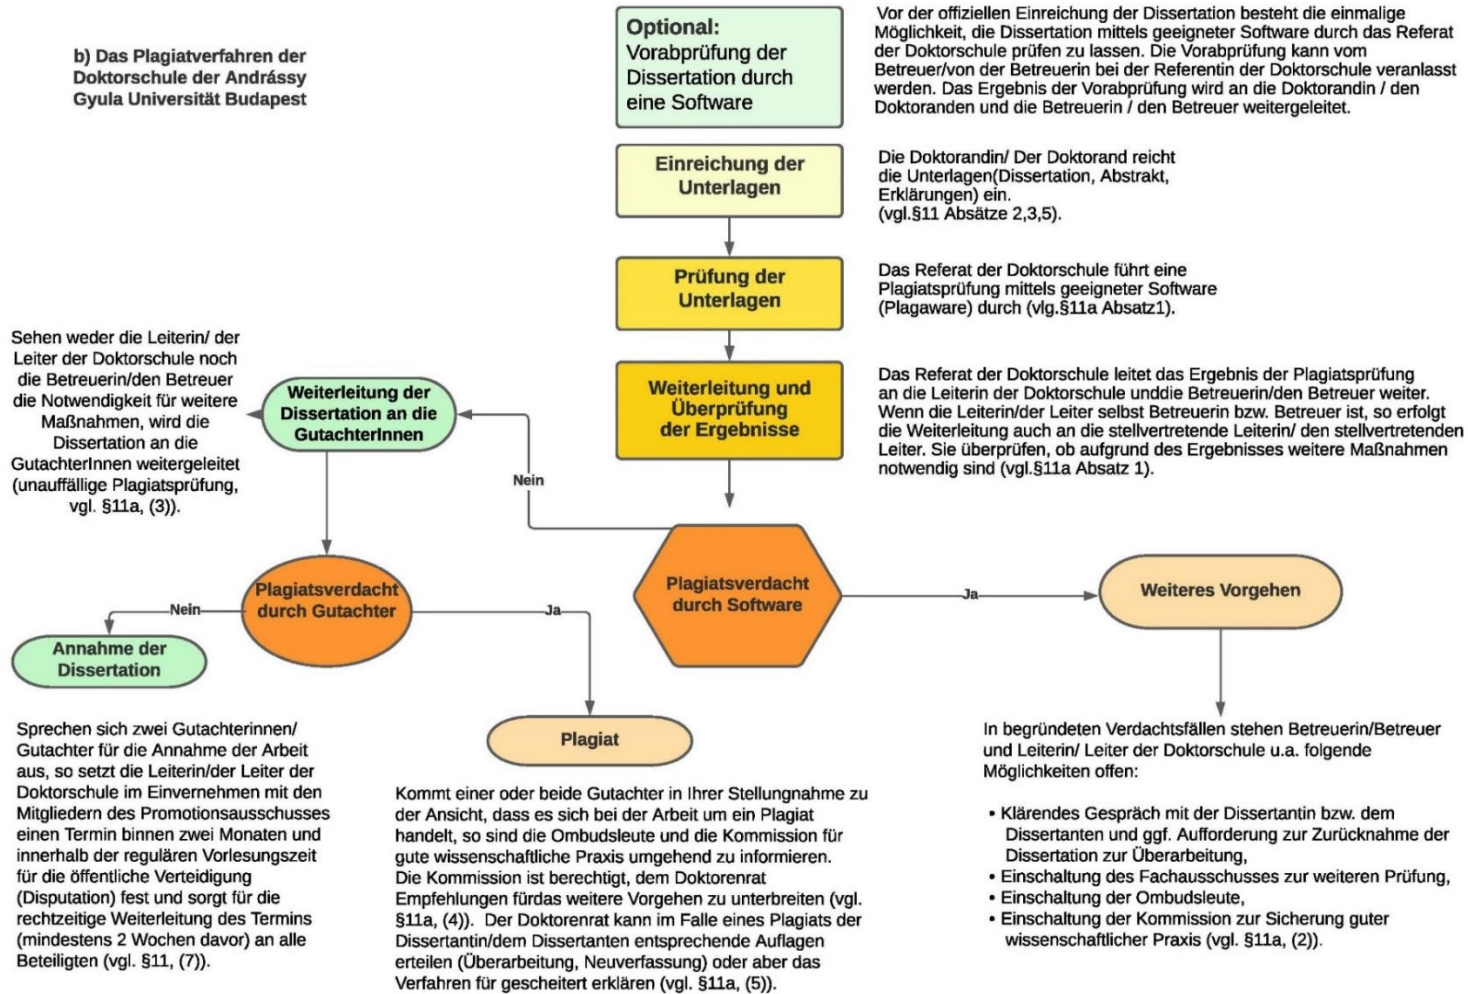 b) Das Plagiatverfahren der
Doktorschule der Andrássy
Gyula Universität Budapest
Optional:
Vorabprüfung der
Dissertation durch
eine Software
Vor der offiziellen Einreichung der Dissertation besteht die einmalige
Möglichkeit, die Dissertation mittels geeigneter Software durch das Referat
der Doktorschule prüfen zu lassen. Die Vorabprüfung kann vom
Betreuer/von der Betreuerin bei der Referentin der Doktorschule veranlasst
werden. Das Ergebnis der Vorabprüfung wird an die Doktorandin / den
Doktoranden und die Betreuerin / den Betreuer weitergeleitet.
Einreichung der
Unterlagen
Die Doktorandin/ Der Doktorand reicht
die Unterlagen(Dissertation, Abstrakt,
Erklärungen) ein.
(vgl.§11 Absätze 2,3,5).
Prüfung der
Unterlagen
Das Referat der Doktorschule führt eine
Plagiatsprüfung mittels geeigneter Software
(Plagaware) durch (vlg.§11a Absatz1).
Weiterleitung und
Überprüfung
der Ergebnisse
Das Referat der Doktorschule leitet das Ergebnis der Plagiatsprüfung
an die Leiterin der Doktorschule unddie Betreuerin/den Betreuer weiter.
Wenn die Leiterin/der Leiter selbst Betreuerin bzw. Betreuer ist, so erfolgt
die Weiterleitung auch an die stellvertretende Leiterin/ den stellvertretenden
Leiter. Sie überprüfen, ob aufgrund des Ergebnisses weitere Maßnahmen
notwendig sind (vgl.§11a Absatz 1).
Sehen weder die Leiterin/ der
Leiter der Doktorschule noch
die Betreuerin/den Betreuer
die Notwendigkeit für weitere
Maßnahmen, wird die
Dissertation an die
GutachterInnen weitergeleitet
(unauffällige Plagiatsprüfung,
vgl. §11a, (3)).
Weiterleitung der
Dissertation an die
GutachterInnen
Nein
Plagiatsverdacht
durch Software
Ja
Weiteres Vorgehen
Plagiatsverdacht
durch Gutachter
Nein
Ja
Annahme der
Dissertation
Plagiat
Sprechen sich zwei Gutachterinnen/
Gutachter für die Annahme der Arbeit
aus, so setzt die Leiterin/der Leiter der
Doktorschule im Einvernehmen mit den
Mitgliedern des Promotionsausschusses
einen Termin binnen zwei Monaten und
innerhalb der regulären Vorlesungszeit
für die öffentliche Verteidigung
(Disputation) fest und sorgt für die
rechtzeitige Weiterleitung des Termins
(mindestens 2 Wochen davor) an alle
Beteiligten (vgl. §11, (7)).
Kommt einer oder beide Gutachter in Ihrer Stellungnahme zu
der Ansicht, dass es sich bei der Arbeit um ein Plagiat
handelt, so sind die Ombudsleute und die Kommission für
gute wissenschaftliche Praxis umgehend zu informieren.
Die Kommission ist berechtigt, dem Doktorenrat
Empfehlungen fürdas weitere Vorgehen zu unterbreiten (vgl.
§11a, (4)). Der Doktorenrat kann im Falle eines Plagiats der
Dissertantin/dem Dissertanten entsprechende Auflagen
erteilen (Überarbeitung, Neuverfassung) oder aber das
Verfahren für gescheitert erklären (vgl. §11a, (5)).
In begründeten Verdachtsfällen stehen Betreuerin/Betreuer
und Leiterin/ Leiter der Doktorschule u.a. folgende
Möglichkeiten offen:
• Klärendes Gespräch mit der Dissertantin bzw. dem
Dissertanten und ggf. Aufforderung zur Zurücknahme der
Dissertation zur Überarbeitung,
• Einschaltung des Fachausschusses zur weiteren Prüfung,
• Einschaltung der Ombudsleute,
• Einschaltung der Kommission zur Sicherung guter
wissenschaftlicher Praxis (vgl. §11a, (2)).